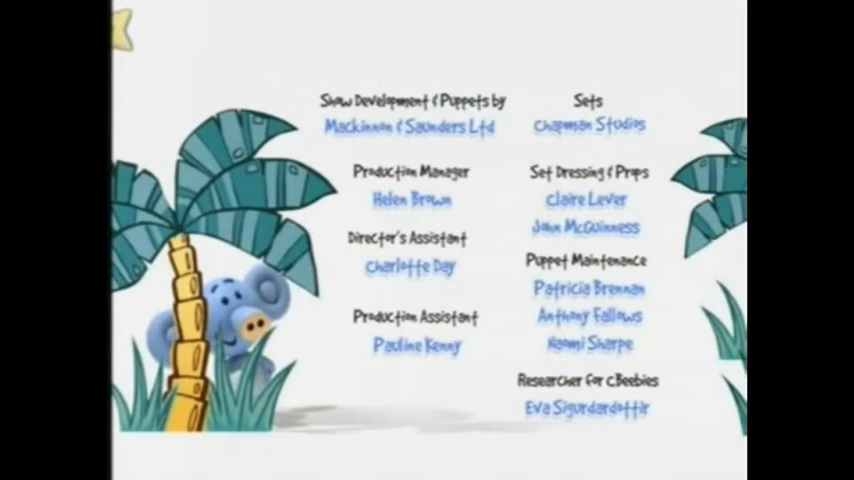 Show Development & Puppets by
Mackinnon & Saunders Ltd
Production Manager
Helen Brown
Director's Assistant
Charlotte Day
Production Assistant
Pauline Kenny
Sets
Chapman Studios
Set Dressing & Props
Claire Lever
John McGuinness
Puppet Maintenance
Patricia Brennan
Anthony Fallows
Naomi Sharpe
Researcher for CBeebies
Eva Sigurdardottir